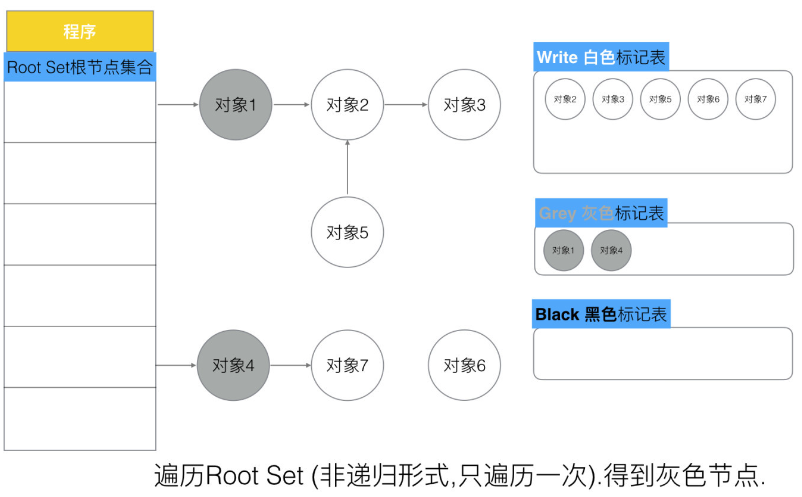 程序
Root Set根节点集合
对象1
对象2
对象3
对象5
对象4
对象7
对象6
Write 白色标记表
对象2
对象3
对象5
对象6
对象7
Grey 灰色标记表
对象1
对象4
Black 黑色标记表
遍历Root Set (非递归形式,只遍历一次).得到灰色节点.